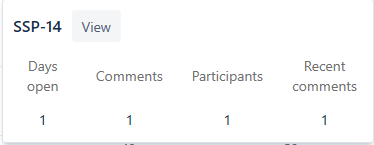 SSP-14 View
Days open Comments Participants Recent comments
1 1 1 1